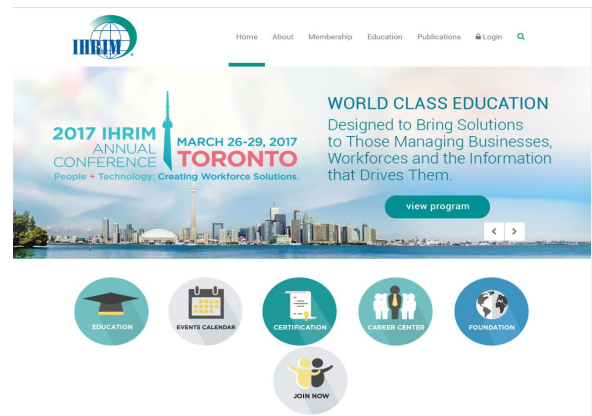 IHRIM
Home About Membership Education Publications Login
2017 IHRIM
ANNUAL
CONFERENCE
MARCH 26-29, 2017
TORONTO
People + Technology: Creating Workforce Solutions.
WORLD CLASS EDUCATION
Designed to Bring Solutions
to Those Managing Businesses,
Workforces and the Information
that Drives Them.
view program
EDUCATION
EVENTS CALENDAR
CERTIFICATION
CAREER CENTER
FOUNDATION
JOIN NOW